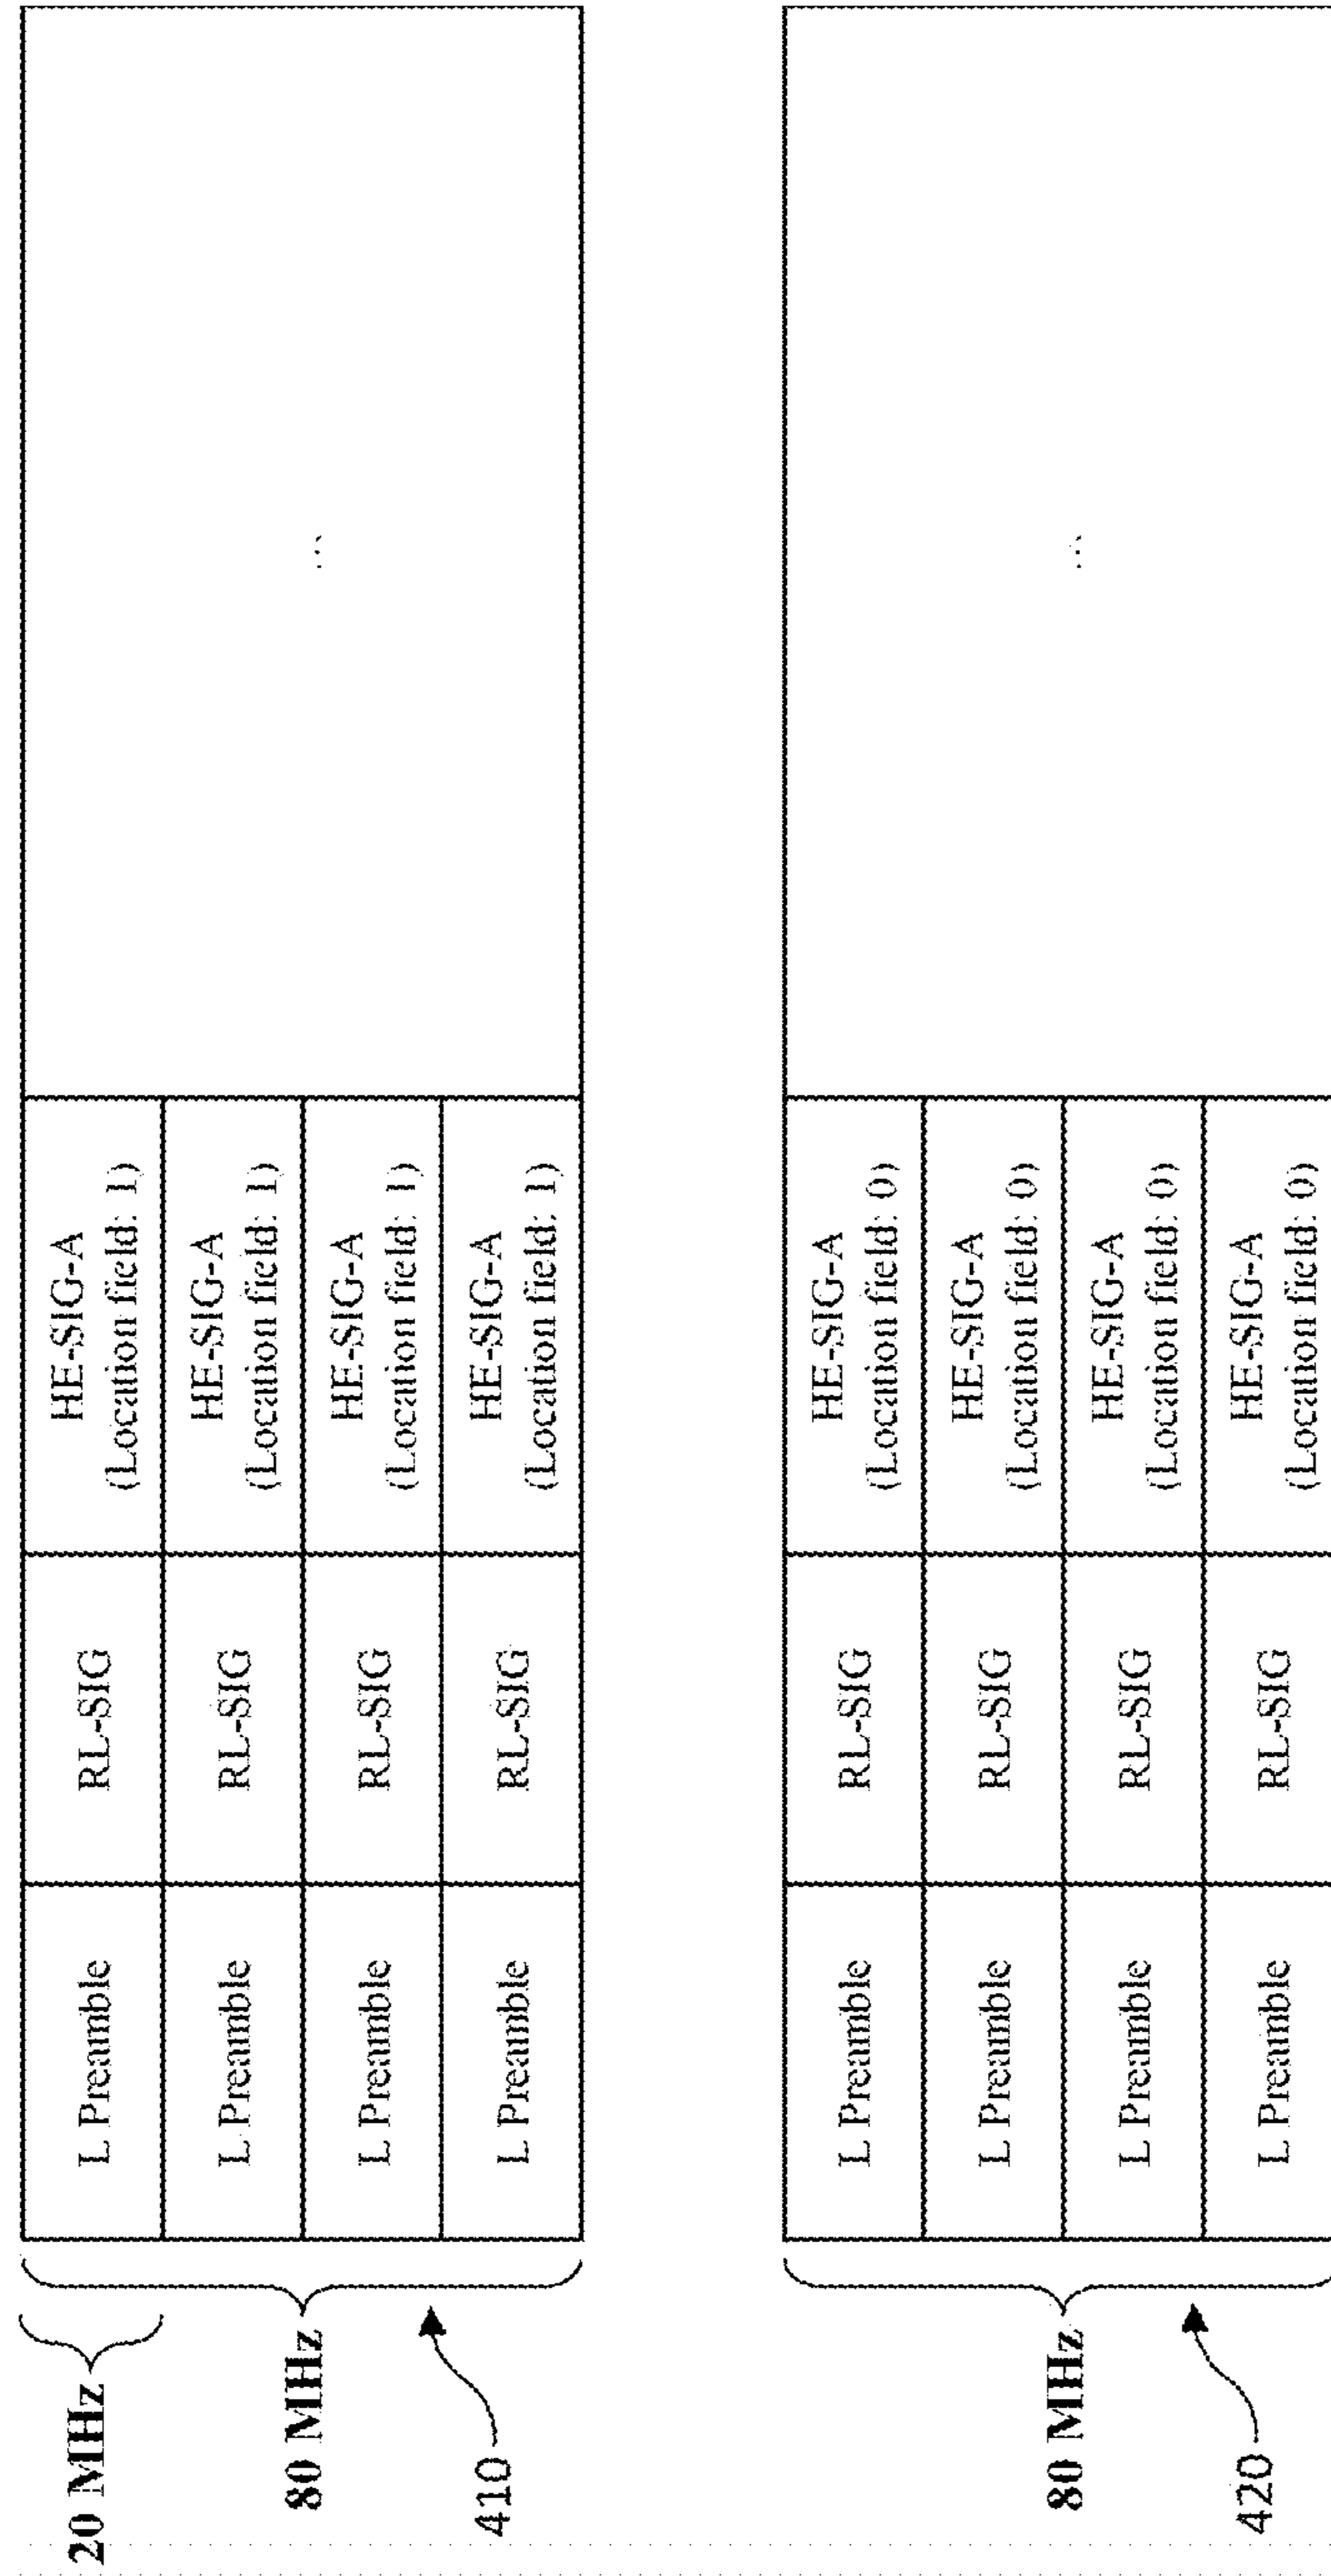 20 MHz
80 MHz
410
L Preamble
RL-SIG
HE-SIG-A
(Location field: 1)
L Preamble
RL-SIG
HE-SIG-A
(Location field: 1)
L Preamble
RL-SIG
HE-SIG-A
(Location field: 1)
L Preamble
RL-SIG
HE-SIG-A
(Location field: 1)
...
80 MHz
420
L Preamble
RL-SIG
HE-SIG-A
(Location field: 0)
L Preamble
RL-SIG
HE-SIG-A
(Location field: 0)
L Preamble
RL-SIG
HE-SIG-A
(Location field: 0)
L Preamble
RL-SIG
HE-SIG-A
(Location field: 0)
...